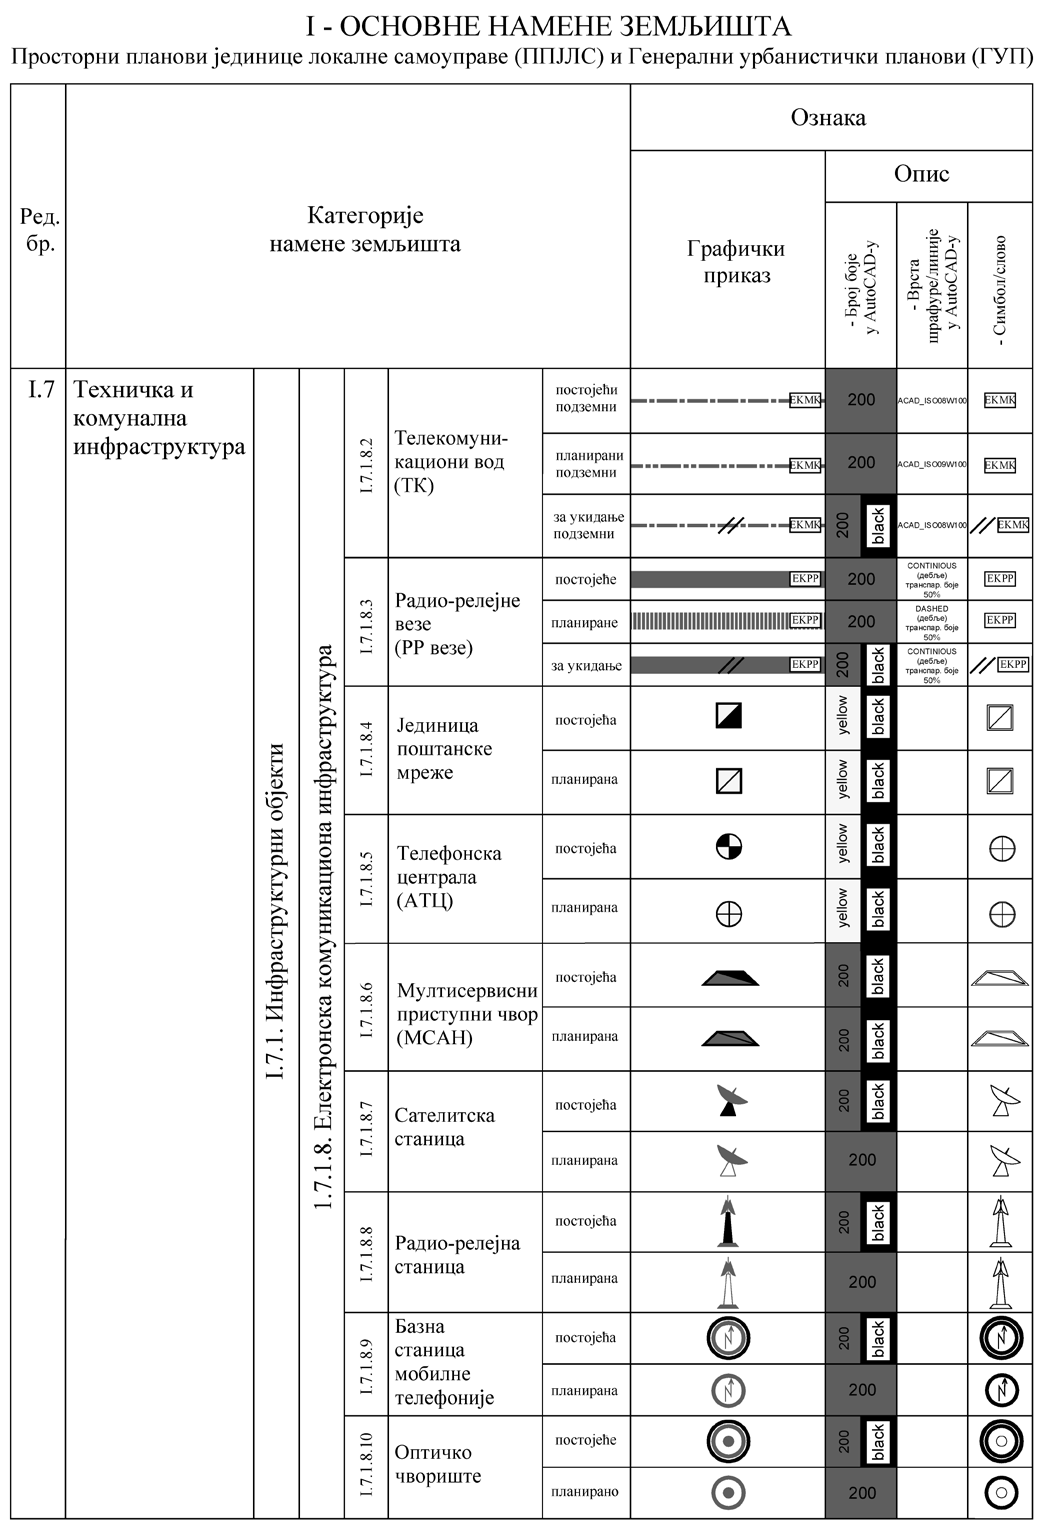 I - ОСНОВНЕ НАМЕНЕ ЗЕМЉИШТА
Просторни планови јединице локалне самоуправе (ППЈЛС) и Генерални урбанистички планови (ГУП)
Ред.
бр.
Категорије
намене земљишта
Ознака
Графички
приказ
Опис
- Број боје
у AutoCAD-у
- Врста
шрафуре/линије
у AutoCAD-у
- Симбол/слово
I.7
Техничка и
комунална
инфраструктура
I.7.1. Инфраструктурни објекти
1.7.1.8. Електронска комуникациона инфраструктура
I.7.1.8.2
Телекомуни-
кациони вод
(ТК)
постојећи
подземни
EKMK
200
ACAD_ISO08W100
EKMK
планирани
подземни
EKMK
200
ACAD_ISO09W100
EKMK
за укидање
подземни
EKMK
200
black
ACAD_ISO08W100
EKMK
I.7.1.8.3
Радио-релејне
везе
(РР везе)
постојеће
EKPP
200
CONTINIOUS
(дебље)
транспар. боје
50%
EKPP
планиране
EKPP
200
DASHED
(дебље)
транспар. боје
50%
EKPP
за укидање
EKPP
200
black
CONTINIOUS
(дебље)
транспар. боје
50%
EKPP
I.7.1.8.4
Јединица
поштанске
мреже
постојећа
yellow
black
планирана
yellow
black
I.7.1.8.5
Телефонска
централа
(АТЦ)
постојећа
yellow
black
планирана
yellow
black
I.7.1.8.6
Мултисервисни
приступни чвор
(МСАН)
постојећа
200
black
планирана
200
black
I.7.1.8.7
Сателитска
станица
постојећа
200
black
планирана
200
I.7.1.8.8
Радио-релејна
станица
постојећа
200
black
планирана
200
I.7.1.8.9
Базна
станица
мобилне
телефоније
постојећа
200
black
планирана
200
I.7.1.8.10
Оптичко
чвориште
постојеће
200
black
планирано
200